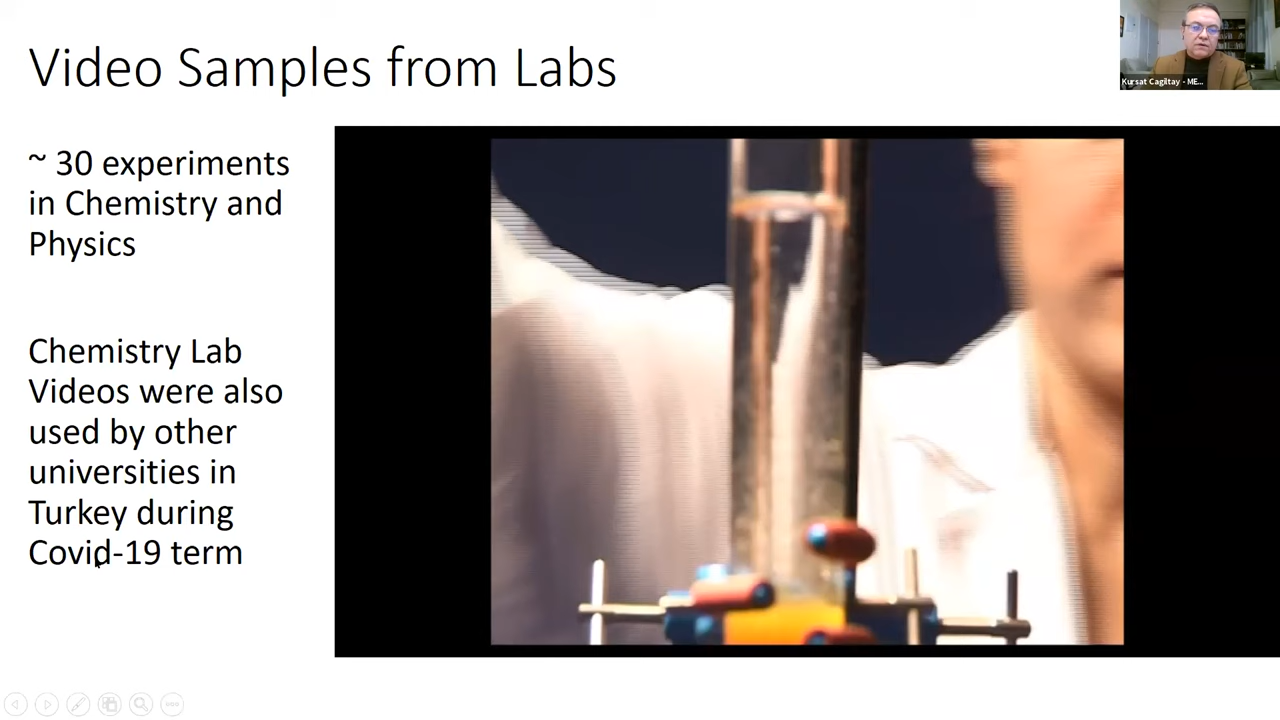 Video Samples from Labs
Kursat Cagiltay - ME...
~ 30 experiments
in Chemistry and
Physics
Chemistry Lab
Videos were also
used by other
universities in
Turkey during
Covid-19 term